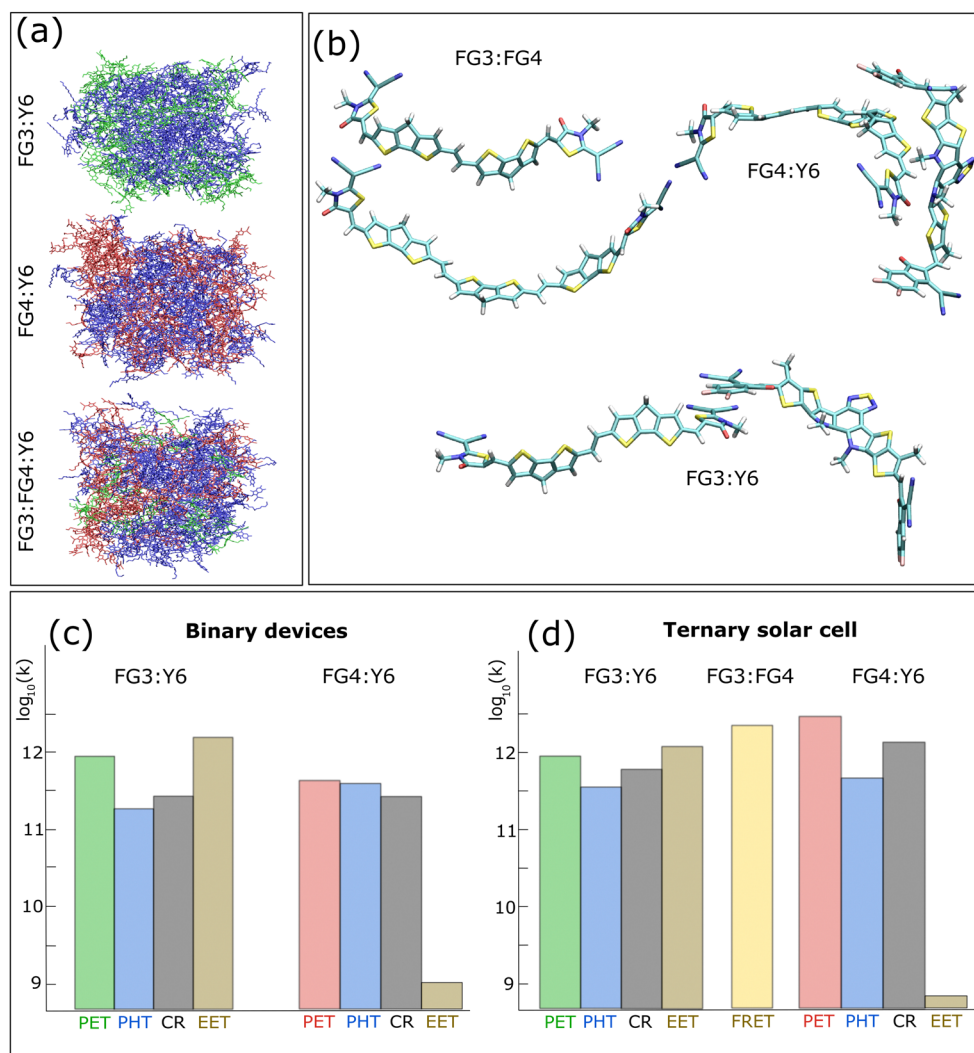 (a)
FG3:Y6
FG4:Y6
FG3:FG4:Y6
(b)
FG3:FG4
FG4:Y6
FG3:Y6
(c)
Binary devices
FG3:Y6 FG4:Y6
log10(k)
12
11
10
9
PET PHT CR EET PET PHT CR EET
(d)
Ternary solar cell
FG3:Y6 FG3:FG4 FG4:Y6
log10(k)
12
11
10
9
PET PHT CR EET FRET PET PHT CR EET